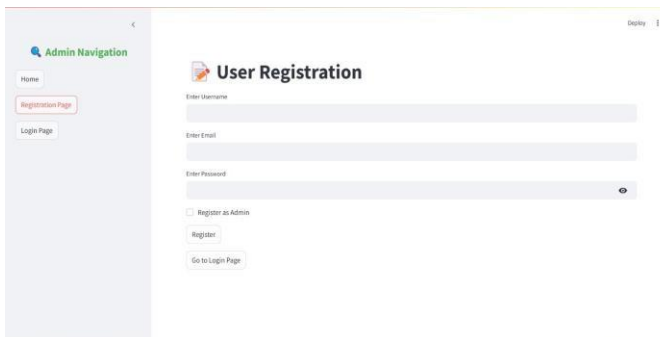 Deploy
Admin Navigation
Home
Registration Page
Login Page
User Registration
Enter Username
Enter Email
Enter Password
Register as Admin
Register
Go to Login Page